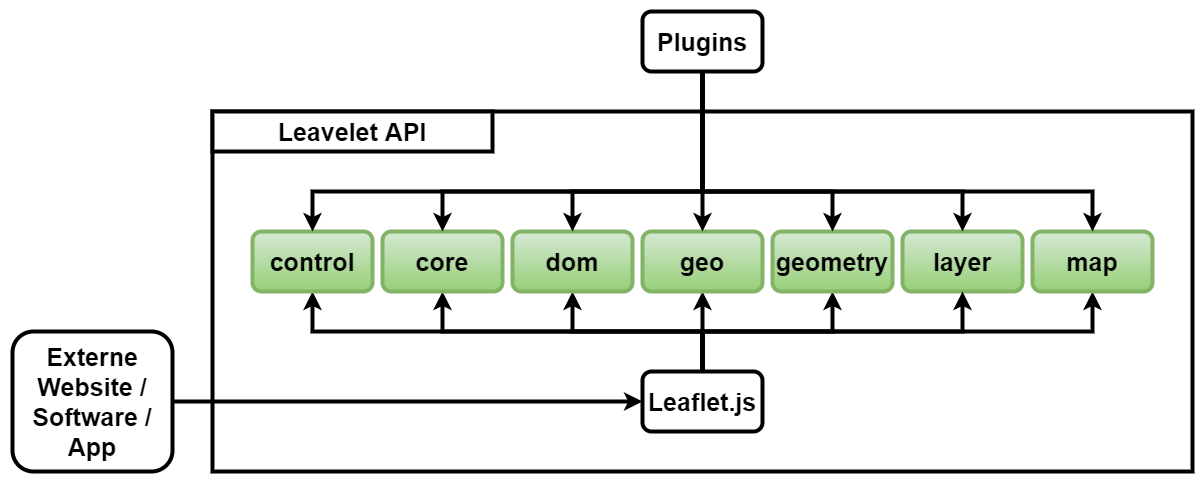 Plugins
Leavelet API
control
core
dom
geo
geometry
layer
map
Externe
Website /
Software /
App
Leaflet.js